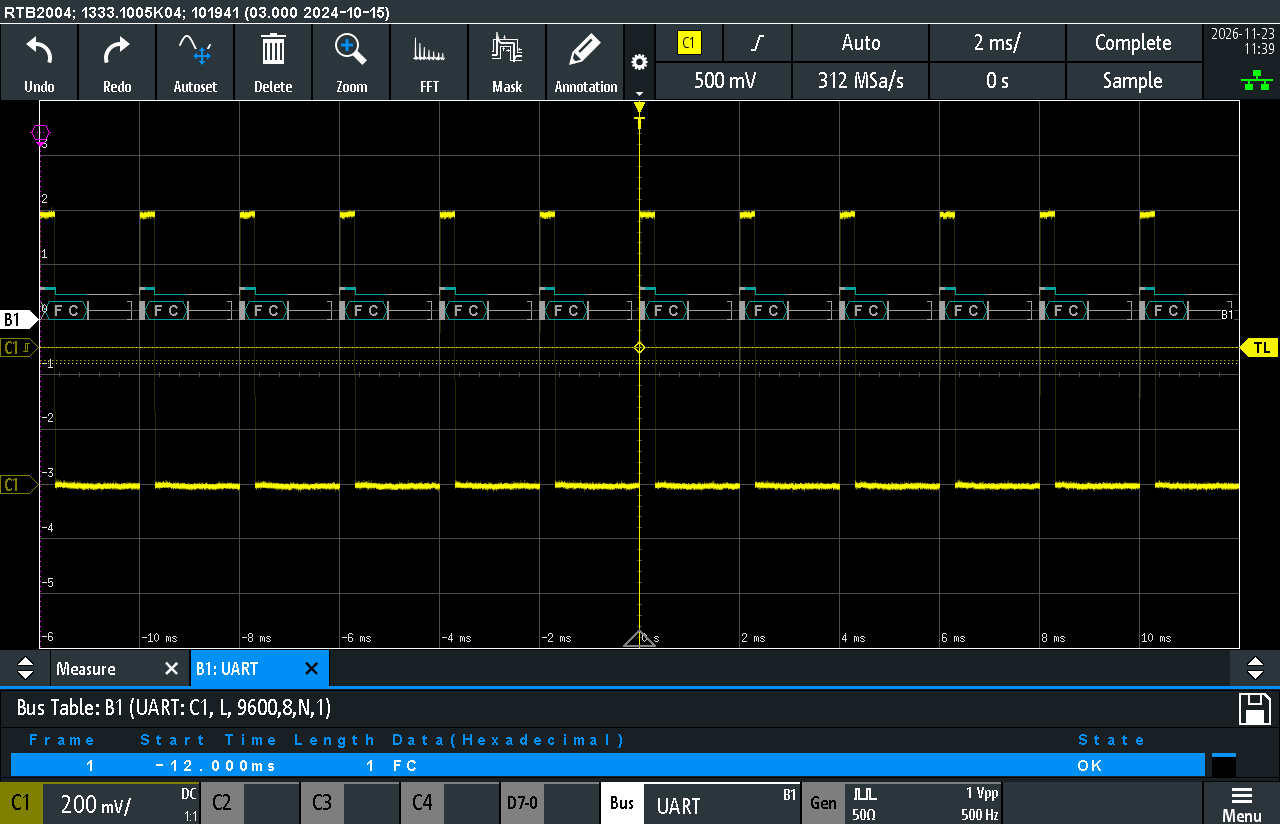 RTB2004; 1333.1005K04; 101941 (03.000 2024-10-15)
Undo Redo Autoset Delete Zoom FFT Mask Annotation
C1 Auto 2 ms/ Complete
500 mV 312 MSa/s 0 s Sample
2026-11-23
11:39
T
3
2
1
0
F C F C F C F C F C F C F C F C F C F C F C F C
B1
B1
C1
TL
-1
-2
-3
C1
-4
-5
-6
-10 ms -8 ms -6 ms -4 ms -2 ms 0 s 2 ms 4 ms 6 ms 8 ms 10 ms
Measure B1: UART
Bus Table: B1 (UART: C1, L, 9600,8,N,1)
Frame Start Time Length Data(Hexadecimal) State
1 -12.000ms 1 FC OK
C1 200 mV/ DC 1:1 C2 C3 C4 D7-0 Bus UART B1 Gen 50Ω 1 Vpp 500 Hz Menu